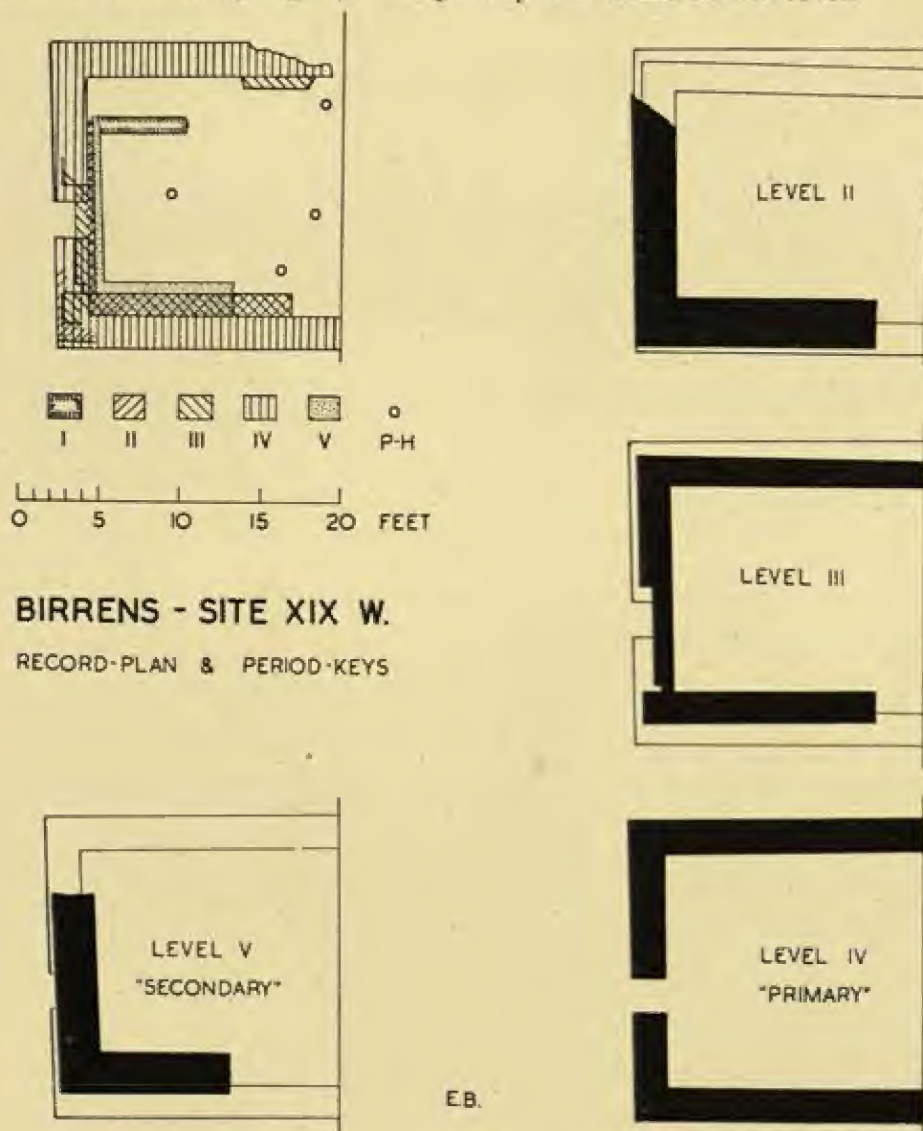 LEVEL II
I II III IV V P-H
0 5 10 15 20 FEET
LEVEL III
BIRRENS - SITE XIX W.
RECORD-PLAN & PERIOD-KEYS
LEVEL V
"SECONDARY"
LEVEL IV
"PRIMARY"
E.B.